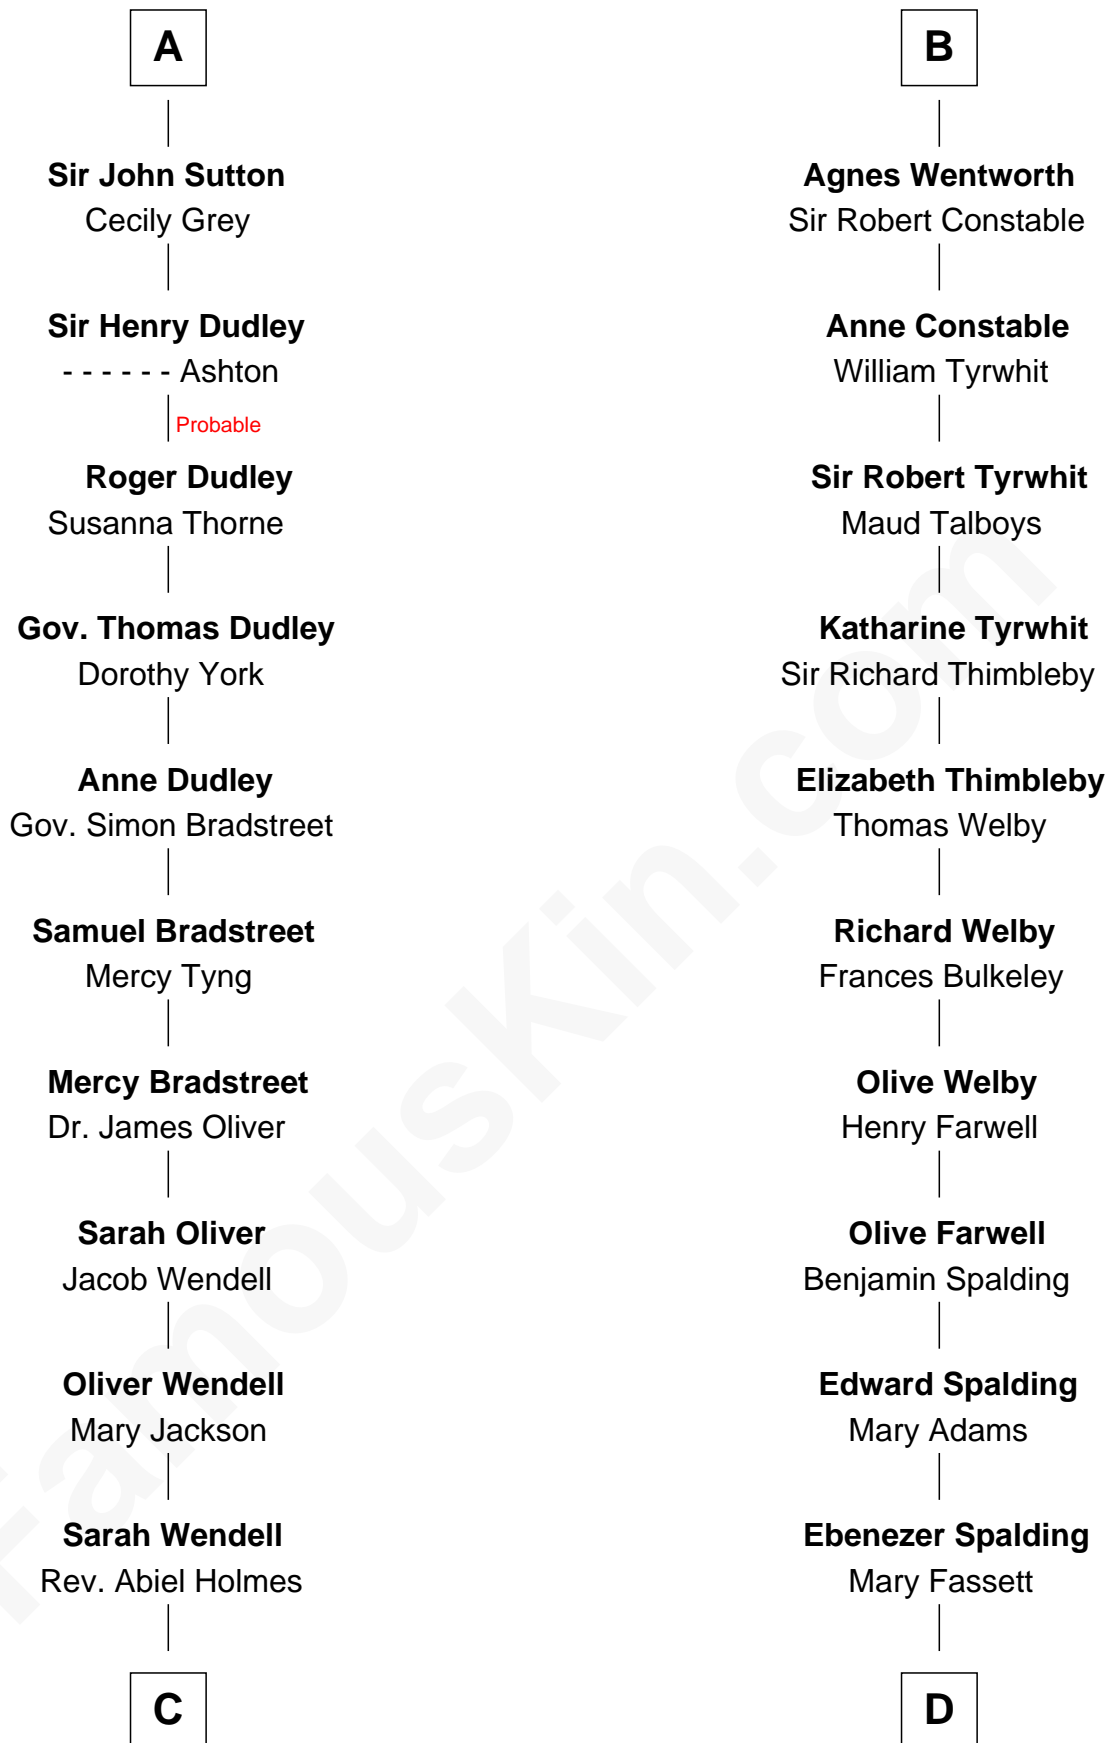 A
Sir John Sutton
Cecily Grey
Sir Henry Dudley
- - - - - - Ashton
Probable
Roger Dudley
Susanna Thorne
Gov. Thomas Dudley
Dorothy York
Anne Dudley
Gov. Simon Bradstreet
Samuel Bradstreet
Mercy Tyng
Mercy Bradstreet
Dr. James Oliver
Sarah Oliver
Jacob Wendell
Oliver Wendell
Mary Jackson
Sarah Wendell
Rev. Abiel Holmes
C
B
Agnes Wentworth
Sir Robert Constable
Anne Constable
William Tyrwhit
Sir Robert Tyrwhit
Maud Talboys
Katharine Tyrwhit
Sir Richard Thimbleby
Elizabeth Thimbleby
Thomas Welby
Richard Welby
Frances Bulkeley
Olive Welby
Henry Farwell
Olive Farwell
Benjamin Spalding
Edward Spalding
Mary Adams
Ebenezer Spalding
Mary Fassett
D
FamousKin.com